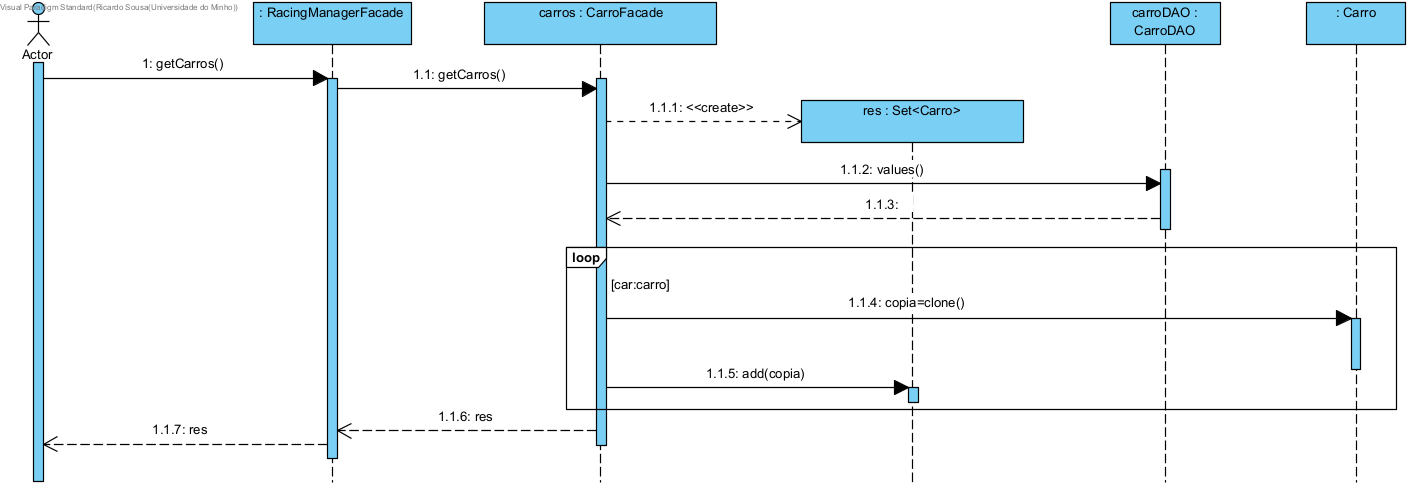 Visual Paradigm Standard(Ricardo Sousa(Universidade do Minho))
: RacingManagerFacade
carros : CarroFacade
carroDAO :
CarroDAO
: Carro
Actor
1: getCarros()
1.1: getCarros()
1.1.1: <<create>>
res : Set<Carro>
1.1.2: values()
1.1.3:
loop
[car:carro]
1.1.4: copia=clone()
1.1.5: add(copia)
1.1.6: res
1.1.7: res